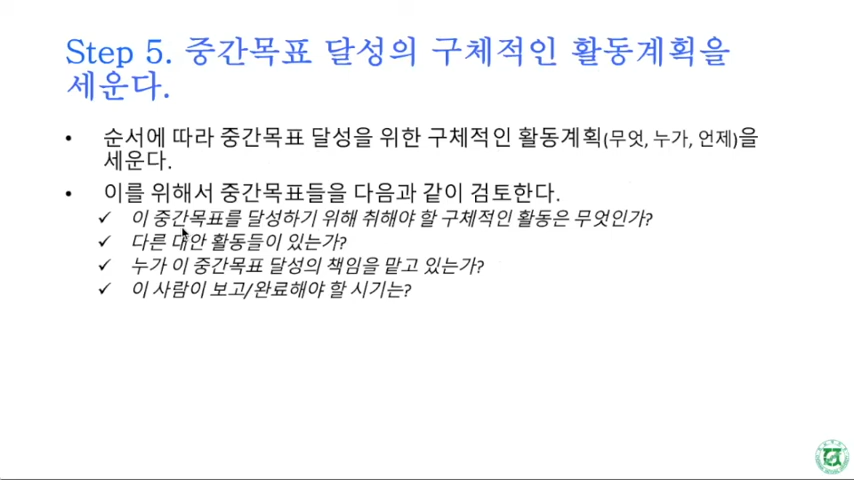 Step 5. 중간목표 달성의 구체적인 활동계획을
세운다.
• 순서에 따라 중간목표 달성을 위한 구체적인 활동계획(무엇, 누가, 언제)을
세운다.
• 이를 위해서 중간목표들을 다음과 같이 검토한다.
✓ 이 중간목표를 달성하기 위해 취해야 할 구체적인 활동은 무엇인가?
✓ 다른 대안 활동들이 있는가?
✓ 누가 이 중간목표 달성의 책임을 맡고 있는가?
✓ 이 사람이 보고/완료해야 할 시기는?